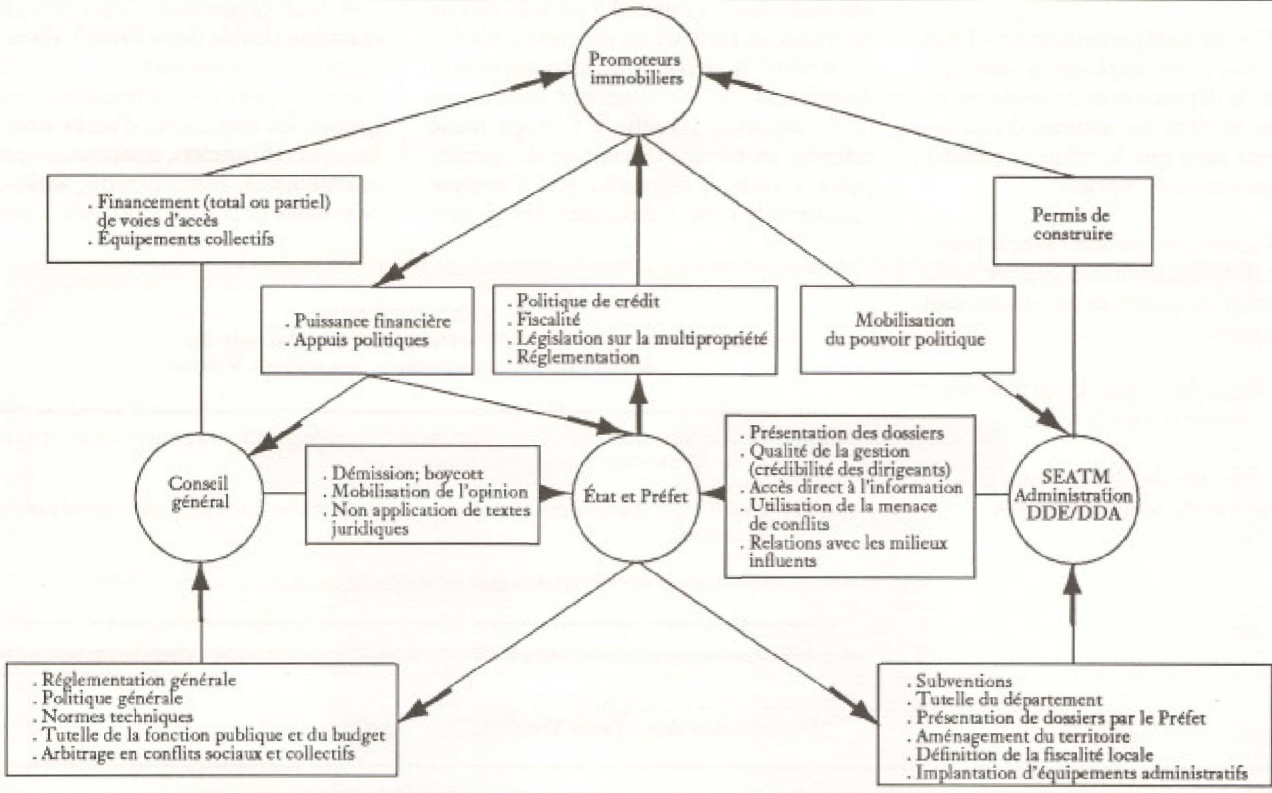 Promoteurs
immobiliers
. Financement (total ou partiel)
de voies d'accès
. Équipements collectifs
Permis de
construire
. Puissance financière
. Appuis politiques
. Politique de crédit
. Fiscalité
. Législation sur la multipropriété
. Réglementation
Mobilisation
du pouvoir politique
Conseil
général
. Démission; boycott
. Mobilisation de l'opinion
. Non application de textes
juridiques
État et Préfet
. Présentation des dossiers
. Qualité de la gestion
(crédibilité des dirigeants)
. Accès direct à l'information
. Utilisation de la menace
de conflits
. Relations avec les milieux
influents
SEATM
Administration
DDE/DDA
. Réglementation générale
. Politique générale
. Normes techniques
. Tutelle de la fonction publique et du budget
. Arbitrage en conflits sociaux et collectifs
. Subventions
. Tutelle du département
. Présentation de dossiers par le Préfet
. Aménagement du territoire
. Définition de la fiscalité locale
. Implantation d'équipements administratifs